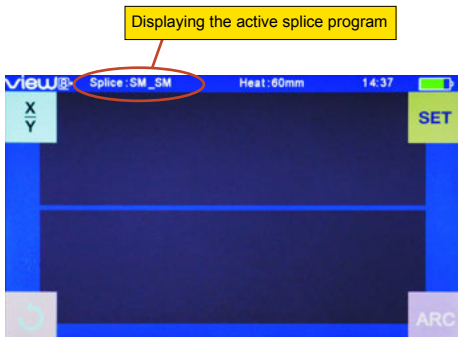 Displaying the active splice program
view Splice:SM_SM Heat:60mm 14:37
X
Y
SET
ARC